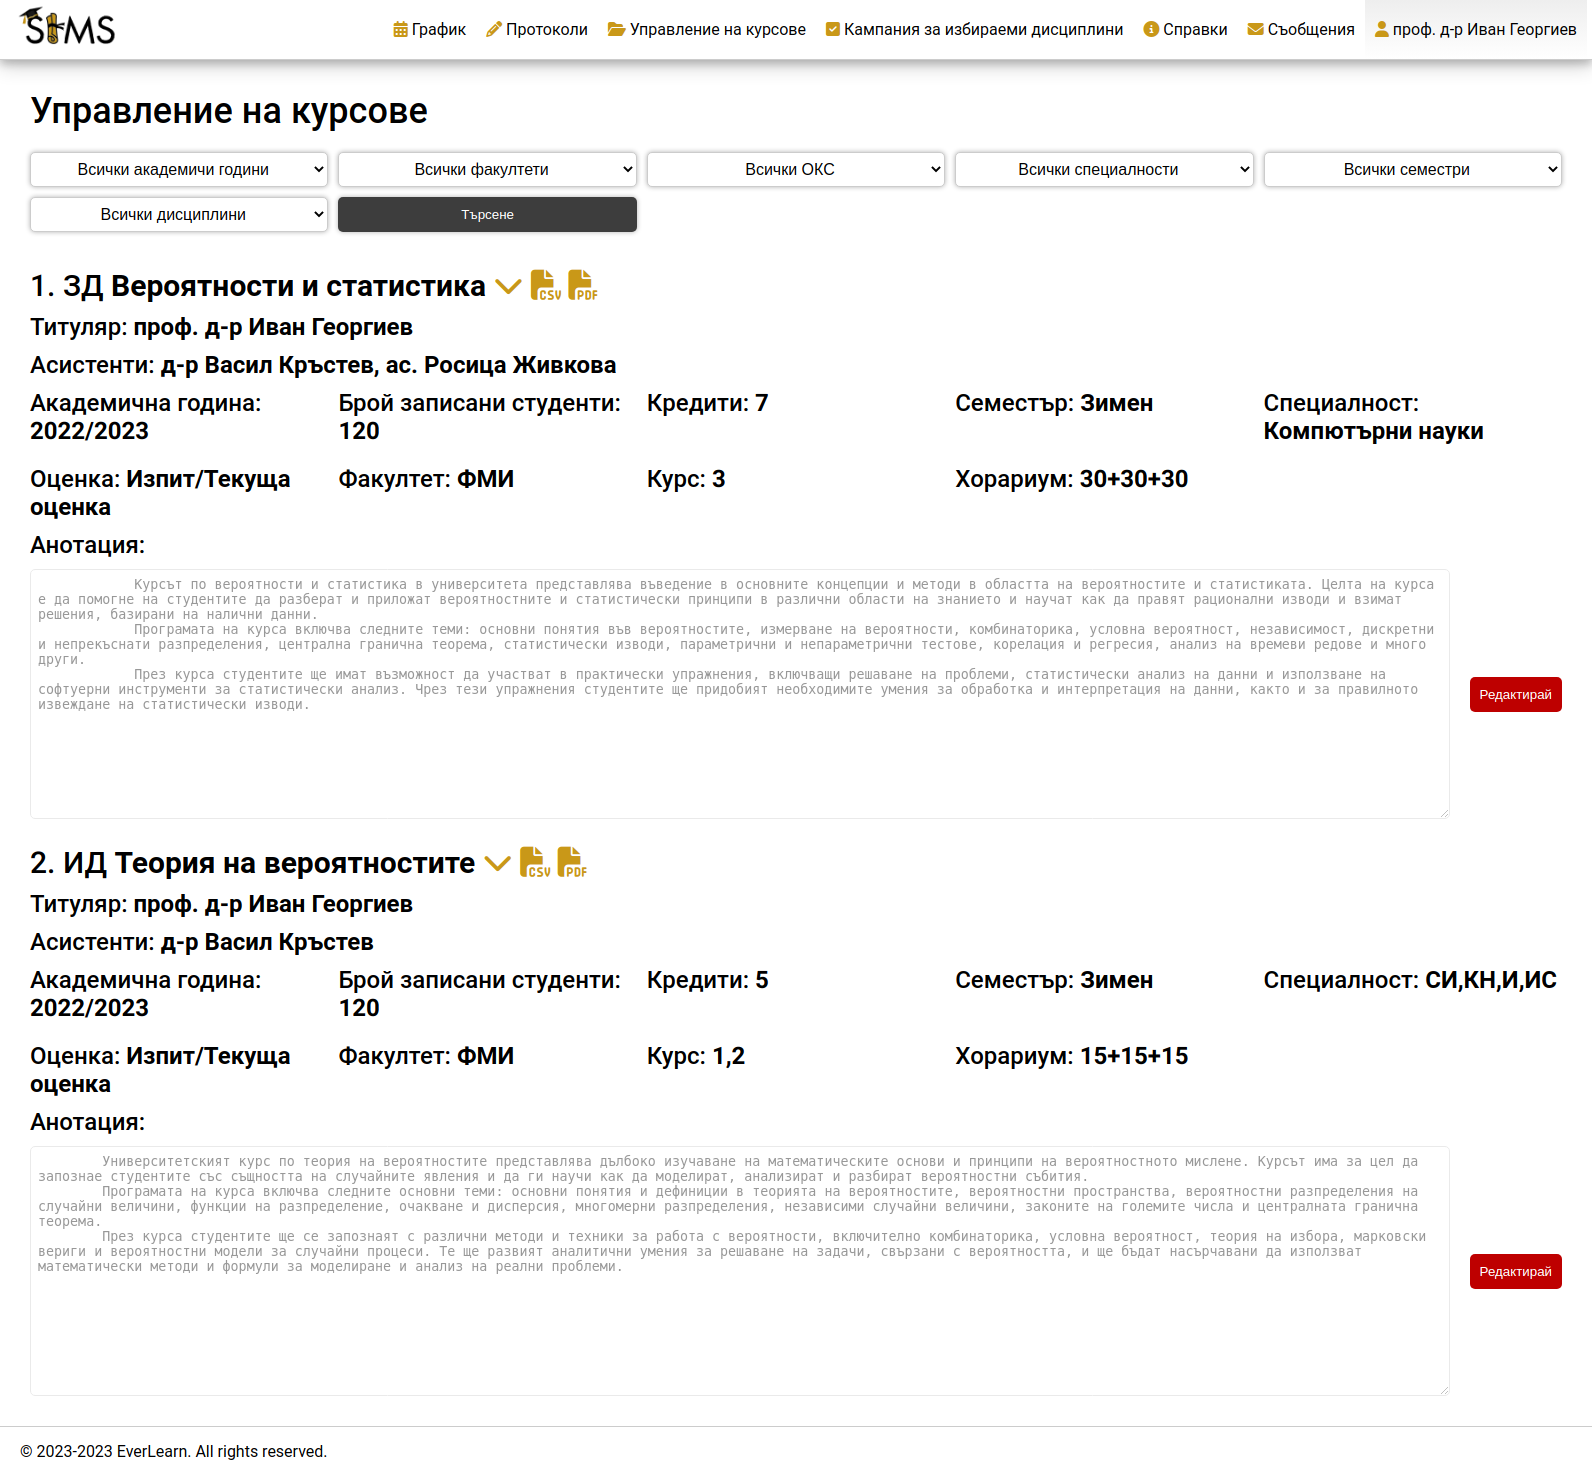 SIMS
График Протоколи Управление на курсове Кампания за избираеми дисциплини Справки Съобщения проф. д-р Иван Георгиев
Управление на курсове
Всички академичи години Всички факултети Всички ОКС Всички специалности Всички семестри
Всички дисциплини Търсене
1. ЗД Вероятности и статистика CSV PDF
Титуляр: проф. д-р Иван Георгиев
Асистенти: д-р Васил Кръстев, ас. Росица Живкова
Академична година: Брой записани студенти: Кредити: 7 Семестър: Зимен Специалност:
2022/2023 120 Компютърни науки
Оценка: Изпит/Текуща Факултет: ФМИ Курс: 3 Хорариум: 30+30+30
оценка
Анотация:
Курсът по вероятности и статистика в университета представлява въведение в основните концепции и методи в областта на вероятностите и статистиката. Целта на курса
е да помогне на студентите да разберат и приложат вероятностните и статистически принципи в различни области на знанието и научат как да правят рационални изводи и взимат
решения, базирани на налични данни.
Програмата на курса включва следните теми: основни понятия във вероятностите, измерване на вероятности, комбинаторика, условна вероятност, независимост, дискретни
и непрекъснати разпределения, централна гранична теорема, статистически изводи, параметрични и непараметрични тестове, корелация и регресия, анализ на времеви редове и много
други.
През курса студентите ще имат възможност да участват в практически упражнения, включващи решаване на проблеми, статистически анализ на данни и използване на
софтуерни инструменти за статистически анализ. Чрез тези упражнения студентите ще придобият необходимите умения за обработка и интерпретация на данни, както и за правилното
извеждане на статистически изводи.
Редактирай
2. ИД Теория на вероятностите CSV PDF
Титуляр: проф. д-р Иван Георгиев
Асистенти: д-р Васил Кръстев
Академична година: Брой записани студенти: Кредити: 5 Семестър: Зимен Специалност: СИ,КН,И,ИС
2022/2023 120
Оценка: Изпит/Текуща Факултет: ФМИ Курс: 1,2 Хорариум: 15+15+15
оценка
Анотация:
Университетският курс по теория на вероятностите представлява дълбоко изучаване на математическите основи и принципи на вероятностното мислене. Курсът има за цел да
запознае студентите със същността на случайните явления и да ги научи как да моделират, анализират и разбират вероятностни събития.
Програмата на курса включва следните основни теми: основни понятия и дефиниции в теорията на вероятностите, вероятностни пространства, вероятностни разпределения на
случайни величини, функции на разпределение, очакване и дисперсия, многомерни разпределения, независими случайни величини, законите на големите числа и централната гранична
теорема.
През курса студентите ще се запознаят с различни методи и техники за работа с вероятности, включително комбинаторика, условна вероятност, теория на избора, марковски
вериги и вероятностни модели за случайни процеси. Те ще развият аналитични умения за решаване на задачи, свързани с вероятността, и ще бъдат насърчавани да използват
математически методи и формули за моделиране и анализ на реални проблеми.
Редактирай
© 2023-2023 EverLearn. All rights reserved.